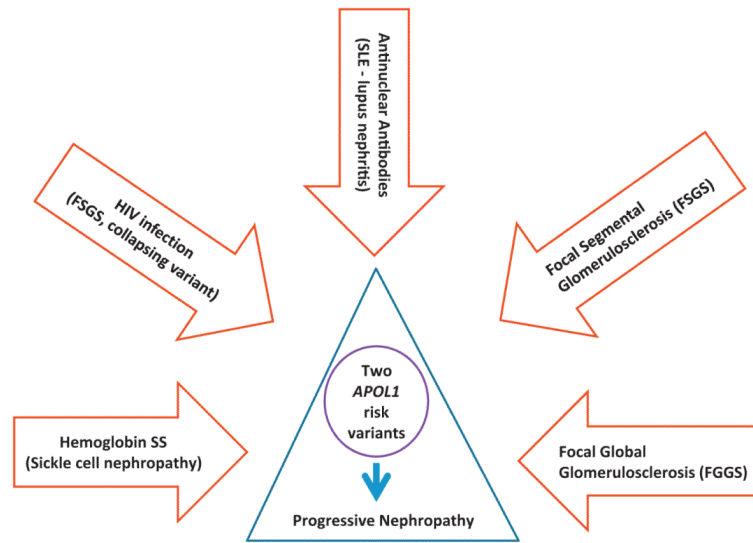 Antinuclear Antibodies
(SLE - lupus nephritis)
HIV infection
(FSGS, collapsing variant)
Focal Segmental
Glomerulosclerosis (FSGS)
Two
APOL1
risk
variants
Hemoglobin SS
(Sickle cell nephropathy)
Focal Global
Glomerulosclerosis (FGGS)
Progressive Nephropathy